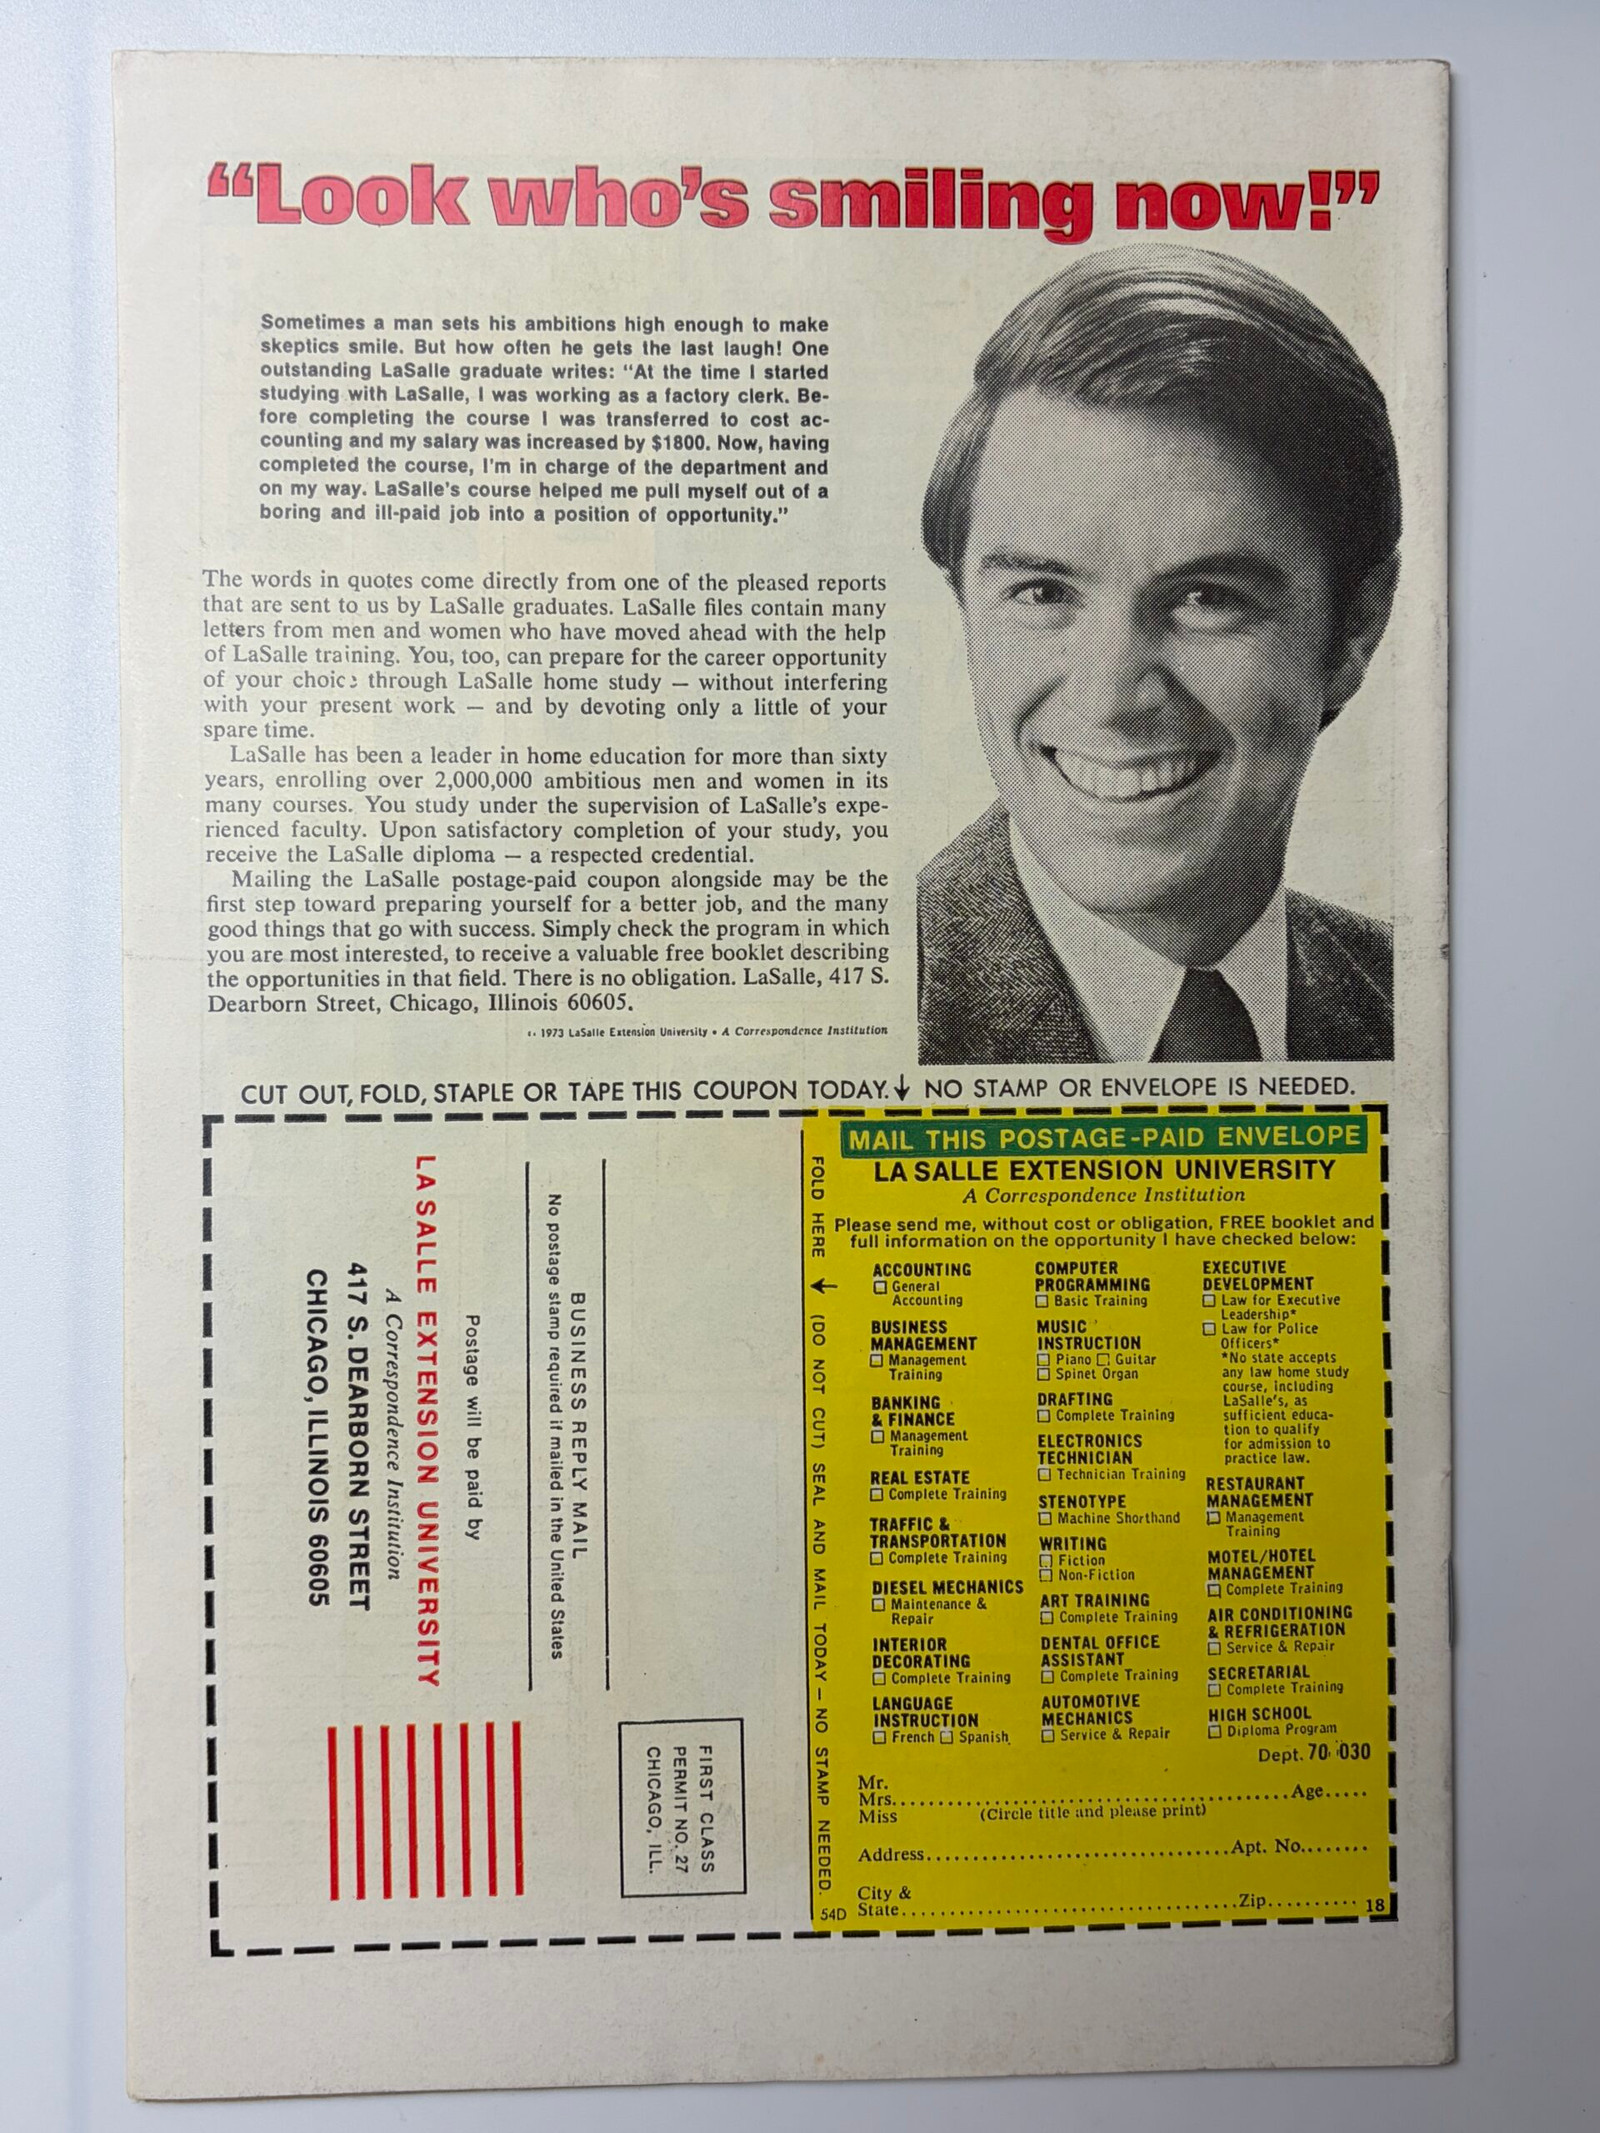 “Look who’s smiling now!”
Sometimes a man sets his ambitions high enough to make
skeptics smile. But how often he gets the last laugh! One
outstanding LaSalle graduate writes: “At the time I started
studying with LaSalle, I was working as a factory clerk. Be-
fore completing the course I was transferred to cost ac-
counting and my salary was increased by $1800. Now, having
completed the course, I’m in charge of the department and
on my way. LaSalle’s course helped me pull myself out of a
boring and ill-paid job into a position of opportunity.”
The words in quotes come directly from one of the pleased reports
that are sent to us by LaSalle graduates. LaSalle files contain many
letters from men and women who have moved ahead with the help
of LaSalle training. You, too, can prepare for the career opportunity
of your choice through LaSalle home study — without interfering
with your present work — and by devoting only a little of your
spare time.
LaSalle has been a leader in home education for more than sixty
years, enrolling over 2,000,000 ambitious men and women in its
many courses. You study under the supervision of LaSalle’s expe-
rienced faculty. Upon satisfactory completion of your study, you
receive the LaSalle diploma — a respected credential.
Mailing the LaSalle postage-paid coupon alongside may be the
first step toward preparing yourself for a better job, and the many
good things that go with success. Simply check the program in which
you are most interested, to receive a valuable free booklet describing
the opportunities in that field. There is no obligation. LaSalle, 417 S.
Dearborn Street, Chicago, Illinois 60605.
1973 LaSalle Extension University • A Correspondence Institution
CUT OUT, FOLD, STAPLE OR TAPE THIS COUPON TODAY. ↓ NO STAMP OR ENVELOPE IS NEEDED.
FIRST CLASS
PERMIT NO. 27
CHICAGO, ILL.
BUSINESS REPLY MAIL
No postage stamp required if mailed in the United States
Postage will be paid by
LA SALLE EXTENSION UNIVERSITY
A Correspondence Institution
417 S. DEARBORN STREET
CHICAGO, ILLINOIS 60605
FOLD HERE → (DO NOT CUT) SEAL AND MAIL TODAY — NO STAMP NEEDED.
MAIL THIS POSTAGE-PAID ENVELOPE
LA SALLE EXTENSION UNIVERSITY
A Correspondence Institution
Please send me, without cost or obligation, FREE booklet and
full information on the opportunity I have checked below:
ACCOUNTING
☐ General
Accounting
BUSINESS
MANAGEMENT
☐ Management
Training
BANKING
& FINANCE
☐ Management
Training
REAL ESTATE
☐ Complete Training
TRAFFIC &
TRANSPORTATION
☐ Complete Training
DIESEL MECHANICS
☐ Maintenance &
Repair
INTERIOR
DECORATING
☐ Complete Training
LANGUAGE
INSTRUCTION
☐ French ☐ Spanish
COMPUTER
PROGRAMMING
☐ Basic Training
MUSIC
INSTRUCTION
☐ Piano ☐ Guitar
☐ Spinet Organ
DRAFTING
☐ Complete Training
ELECTRONICS
TECHNICIAN
☐ Technician Training
STENOTYPE
☐ Machine Shorthand
WRITING
☐ Fiction
☐ Non-Fiction
ART TRAINING
☐ Complete Training
DENTAL OFFICE
ASSISTANT
☐ Complete Training
AUTOMOTIVE
MECHANICS
☐ Service & Repair
EXECUTIVE
DEVELOPMENT
☐ Law for Executive
Leadership*
☐ Law for Police
Officers*
*No state accepts
any law home study
course, including
LaSalle’s, as
sufficient educa-
tion to qualify
for admission to
practice law.
RESTAURANT
MANAGEMENT
☐ Management
Training
MOTEL/HOTEL
MANAGEMENT
☐ Complete Training
AIR CONDITIONING
& REFRIGERATION
☐ Service & Repair
SECRETARIAL
☐ Complete Training
HIGH SCHOOL
☐ Diploma Program
Dept. 70 030
Mr.
Mrs. Age
Miss (Circle title and please print)
Address Apt. No.
City &
State Zip
54D 18